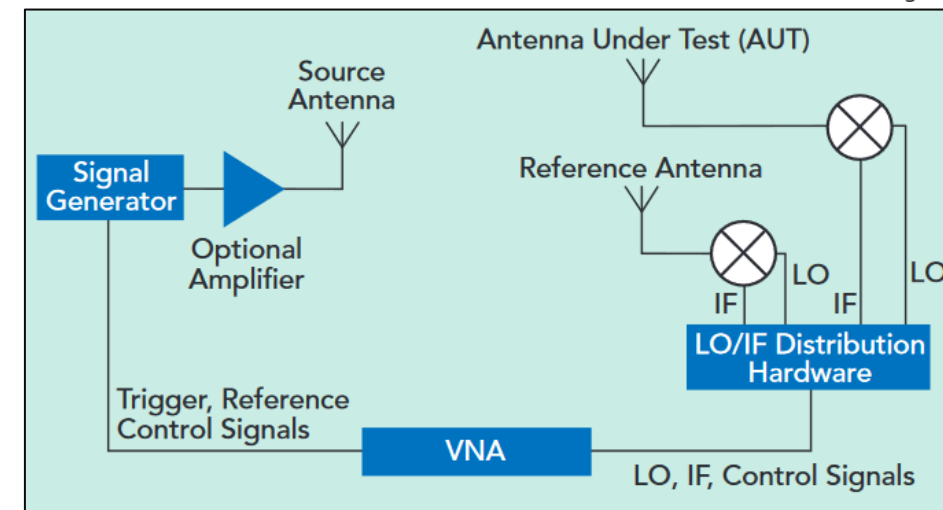 Antenna Under Test (AUT)
Source
Antenna
Signal
Generator
Reference Antenna
Optional
Amplifier
LO
LO
IF
IF
LO/IF Distribution
Hardware
Trigger, Reference
Control Signals
VNA
LO, IF, Control Signals